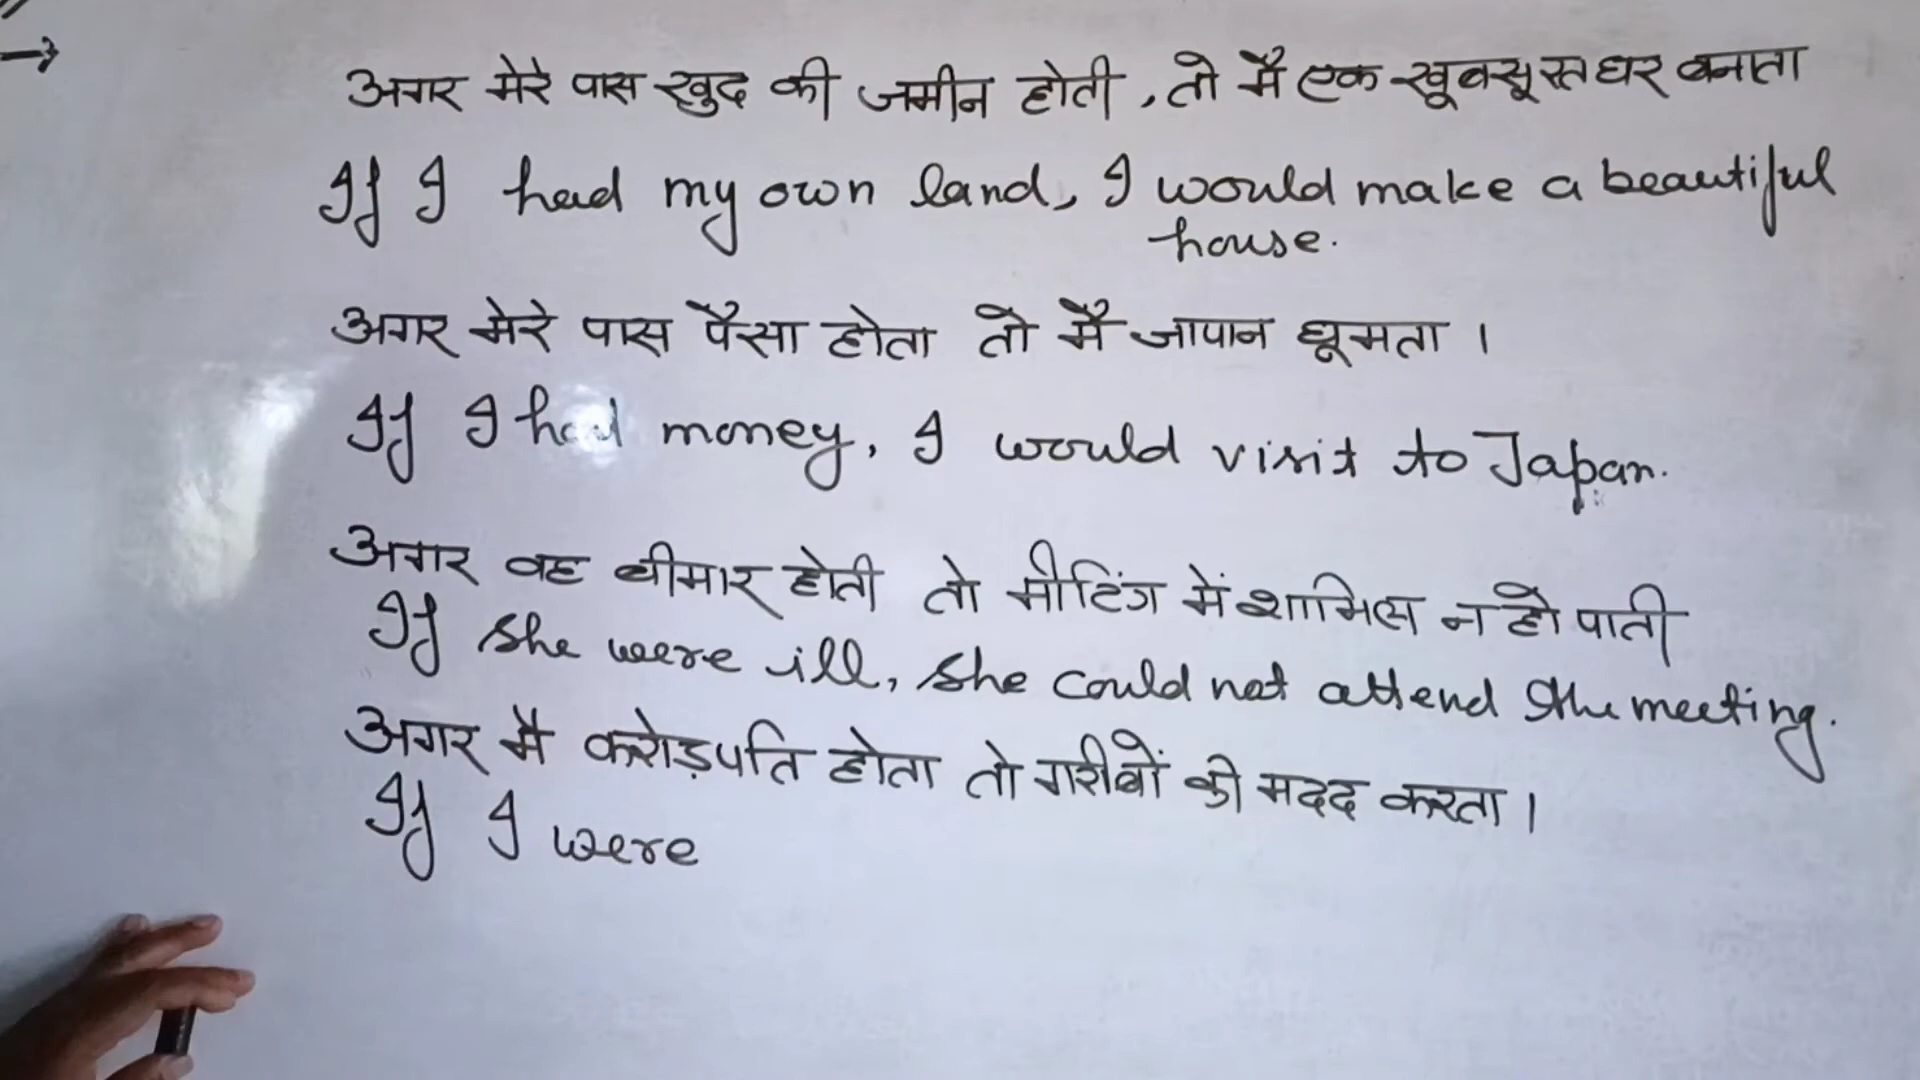 अगर मेरे पास खुद की जमीन होती, तो मै एक खूबसूरत घर बनाता
If I had my own land, I would make a beautiful
house.
अगर मेरे पास पैसा होता तो मै जापान घूमता ।
If I had money, I would visit to Japan.
अगर वह बीमार होती तो मीटिंग में शामिल न हो पाती
If she were ill, she could not attend the meeting.
अगर मै करोड़पति होता तो गरीबों की मदद करता ।
If I were